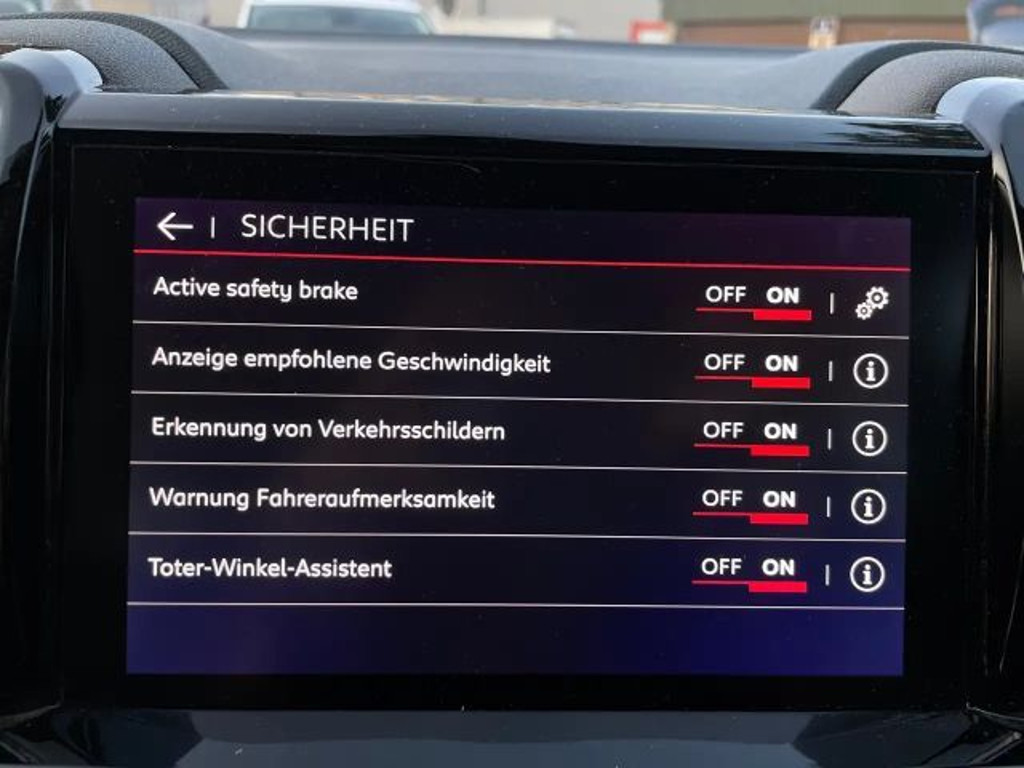 SICHERHEIT
Active safety brake OFF ON
Anzeige empfohlene Geschwindigkeit OFF ON
Erkennung von Verkehrsschildern OFF ON
Warnung Fahreraufmerksamkeit OFF ON
Toter-Winkel-Assistent OFF ON